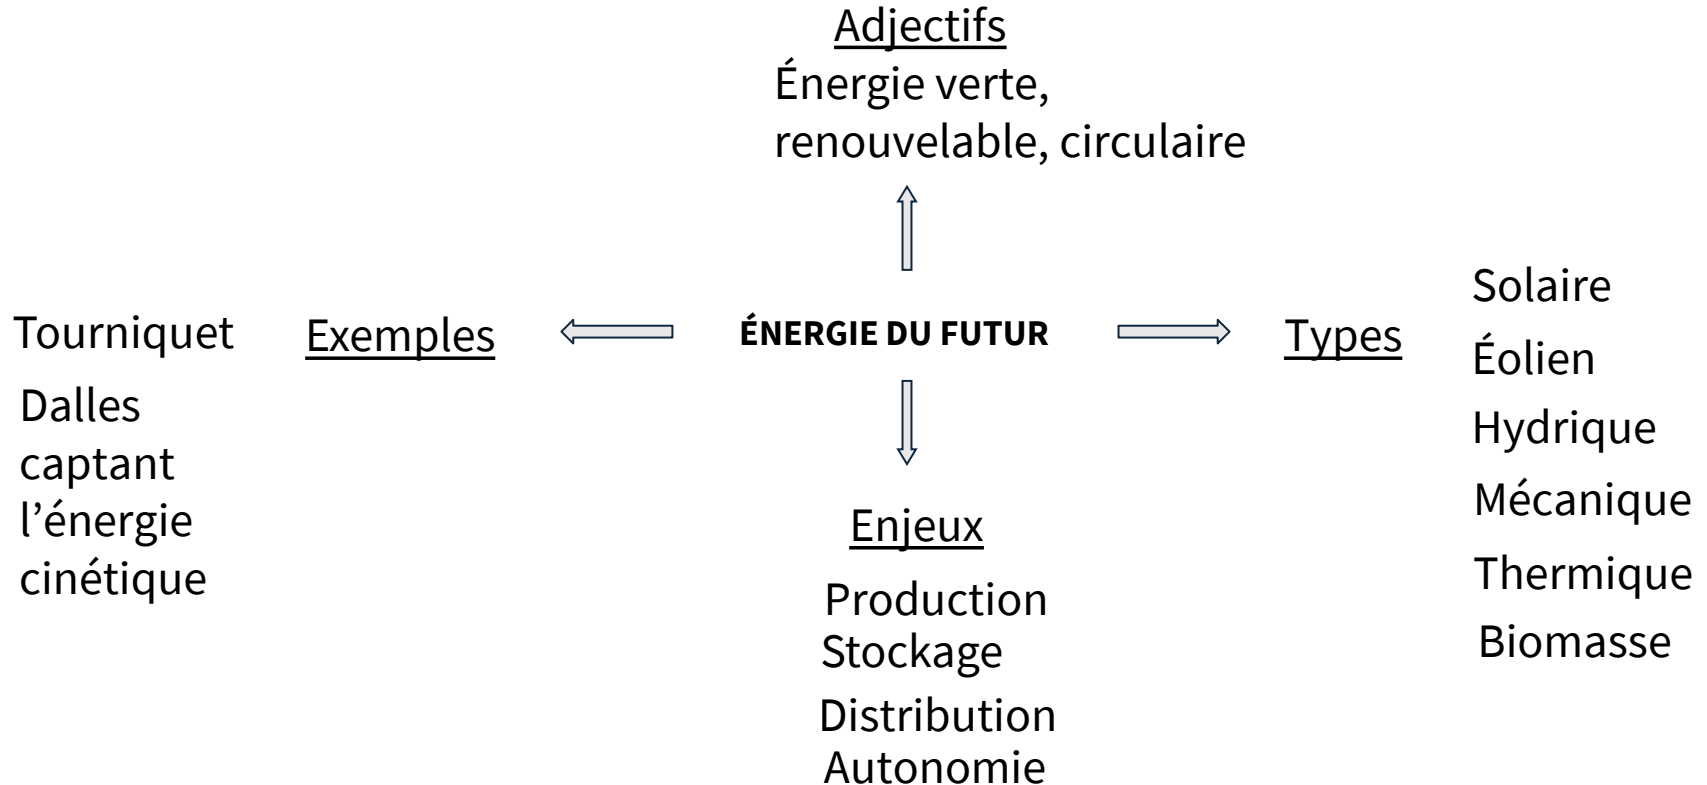 Adjectifs
Énergie verte,
renouvelable, circulaire
Tourniquet
Exemples
Dalles
captant
l’énergie
cinétique
ÉNERGIE DU FUTUR
Types
Solaire
Éolien
Hydrique
Mécanique
Thermique
Biomasse
Enjeux
Production
Stockage
Distribution
Autonomie